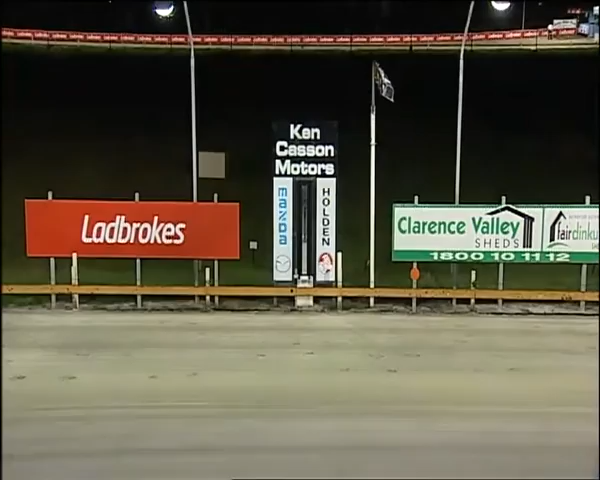 Ladbrokes
Ken
Casson
Motors
mazda
HOLDEN
Clarence Valley
SHEDS
fairdinkum
1800 10 11 12